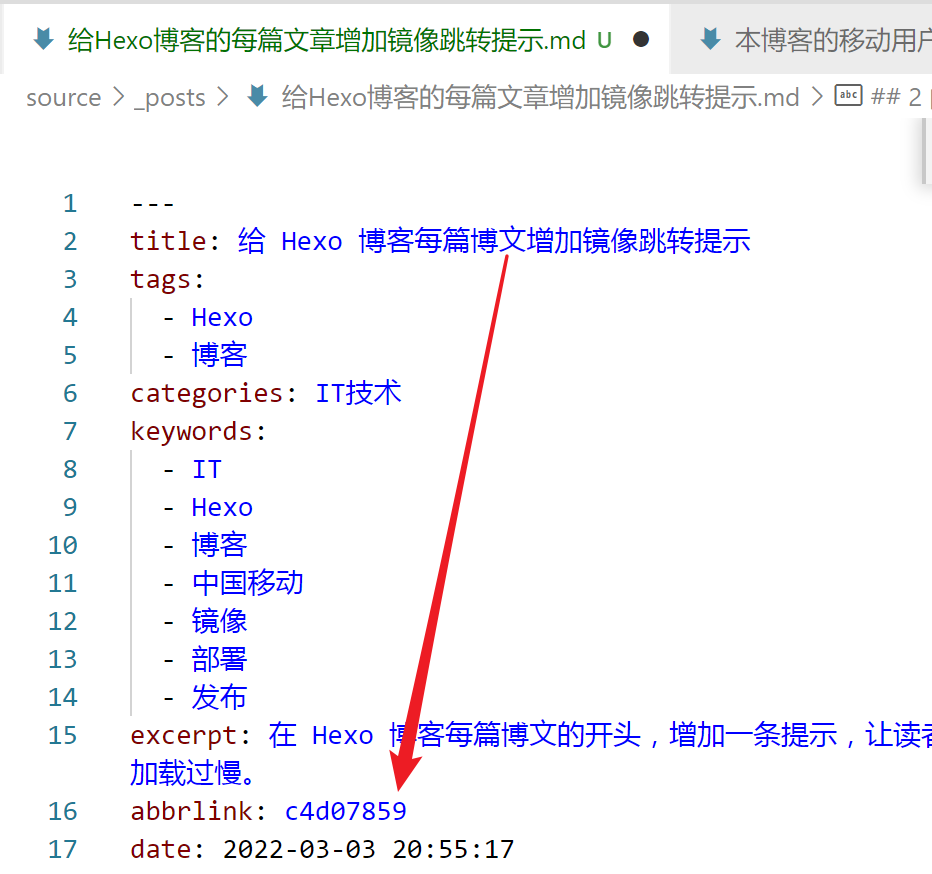 给Hexo博客的每篇文章增加镜像跳转提示.md U 本博客的移动用户
source > _posts > 给Hexo博客的每篇文章增加镜像跳转提示.md > abc ## 2
1 ---
2 title: 给 Hexo 博客每篇博文增加镜像跳转提示
3 tags:
4 - Hexo
5 - 博客
6 categories: IT技术
7 keywords:
8 - IT
9 - Hexo
10 - 博客
11 - 中国移动
12 - 镜像
13 - 部署
14 - 发布
15 excerpt: 在 Hexo 博客每篇博文的开头，增加一条提示，让读者
加载过慢。
16 abbrlink: c4d07859
17 date: 2022-03-03 20:55:17